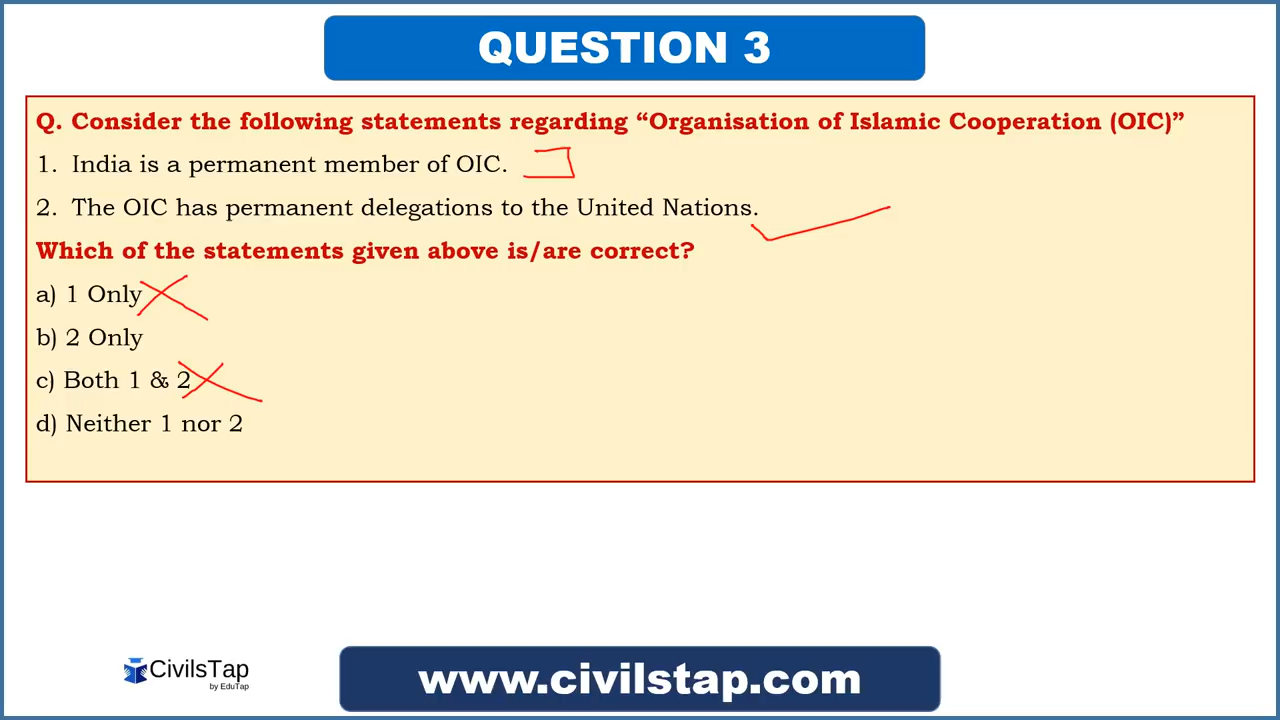 QUESTION 3
Q. Consider the following statements regarding “Organisation of Islamic Cooperation (OIC)”
1. India is a permanent member of OIC.
2. The OIC has permanent delegations to the United Nations.
Which of the statements given above is/are correct?
a) 1 Only
b) 2 Only
c) Both 1 & 2
d) Neither 1 nor 2
CivilsTap
by EduTap
www.civilstap.com